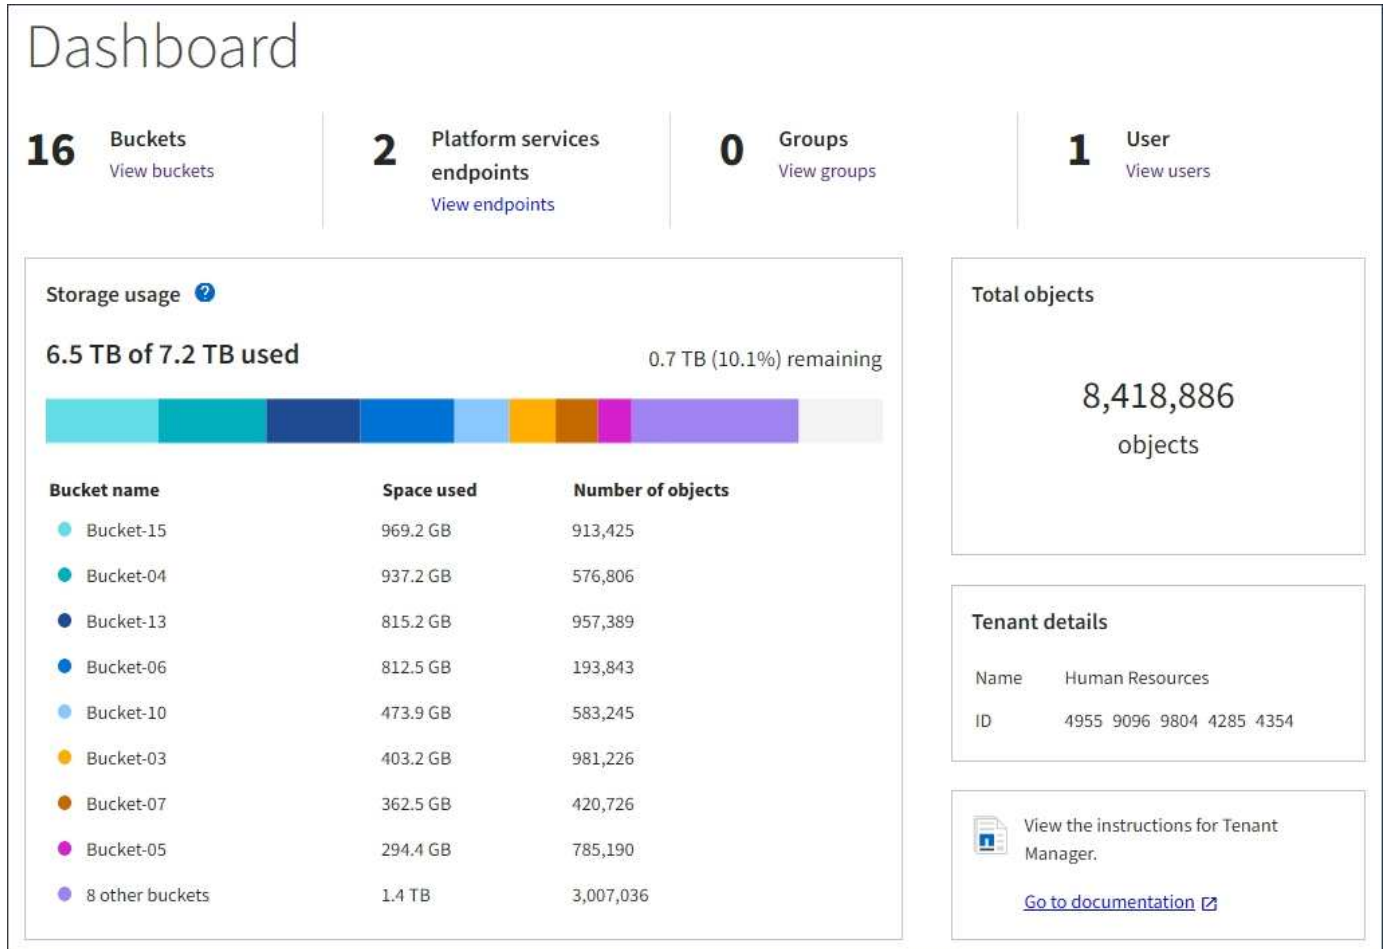 Dashboard
16 Buckets
View buckets
2 Platform services
endpoints
View endpoints
0 Groups
View groups
1 User
View users
Storage usage ?
6.5 TB of 7.2 TB used 0.7 TB (10.1%) remaining
Bucket name Space used Number of objects
Bucket-15 969.2 GB 913,425
Bucket-04 937.2 GB 576,806
Bucket-13 815.2 GB 957,389
Bucket-06 812.5 GB 193,843
Bucket-10 473.9 GB 583,245
Bucket-03 403.2 GB 981,226
Bucket-07 362.5 GB 420,726
Bucket-05 294.4 GB 785,190
8 other buckets 1.4 TB 3,007,036
Total objects
8,418,886
objects
Tenant details
Name Human Resources
ID 4955 9096 9804 4285 4354
View the instructions for Tenant
Manager.
Go to documentation